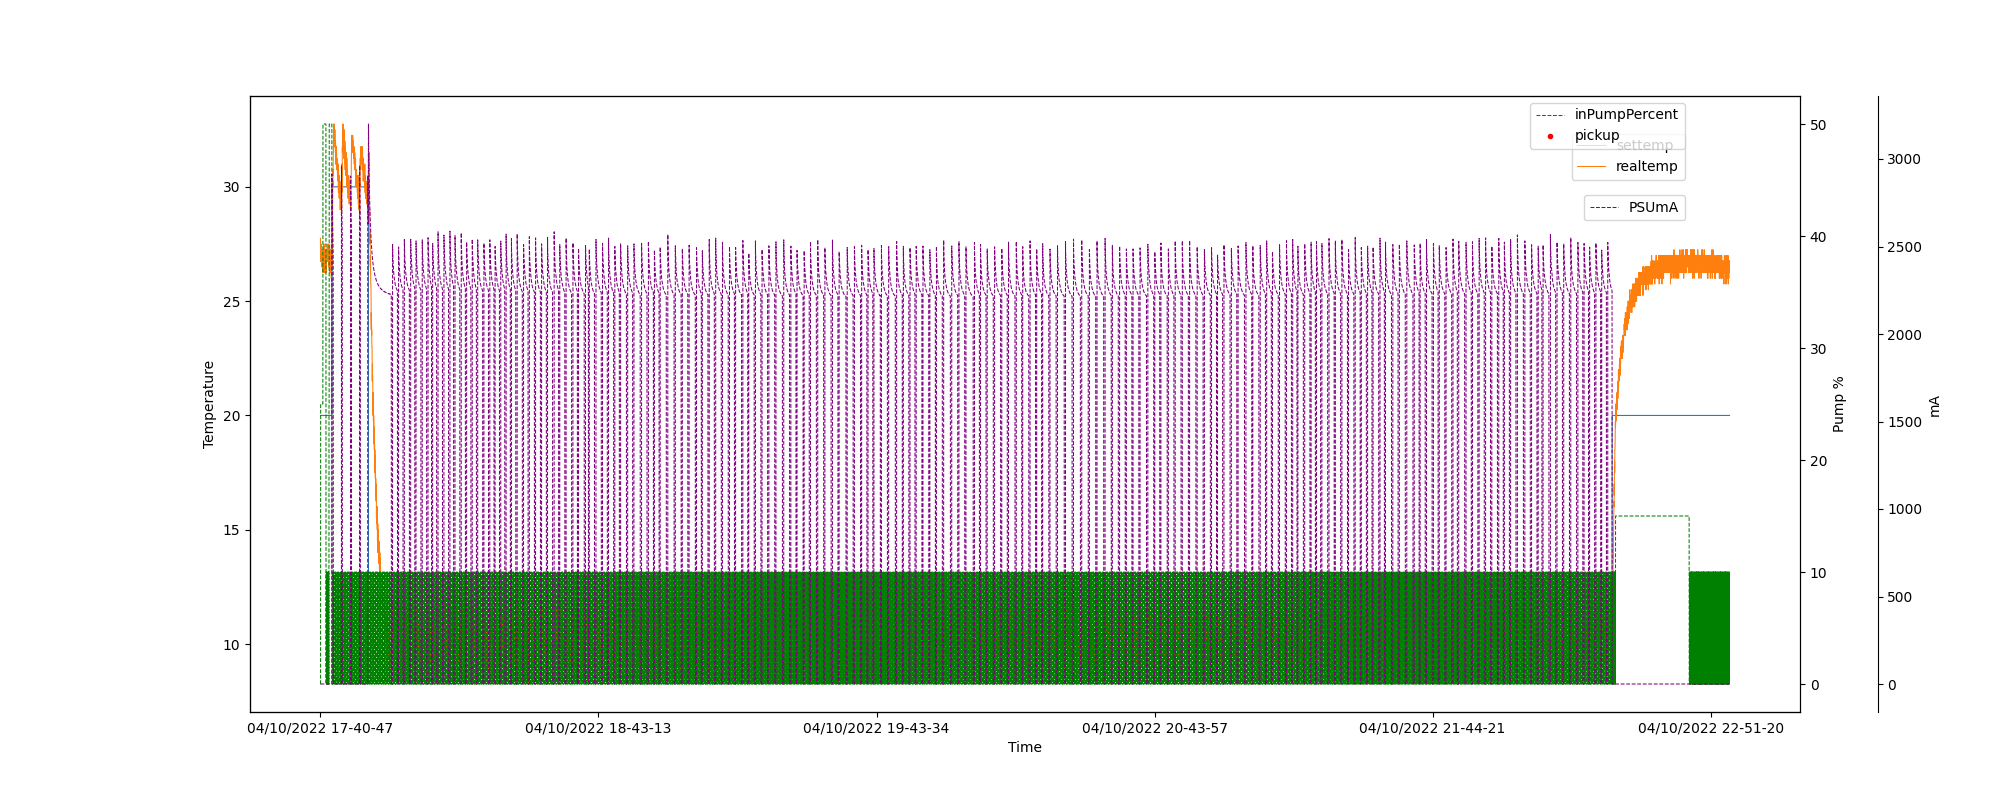 inPumpPercent
pickup
settemp
realtemp
PSUmA
30
25
20
15
10
Temperature
50
40
30
20
10
0
Pump %
3000
2500
2000
1500
1000
500
0
mA
04/10/2022 17-40-47
04/10/2022 18-43-13
04/10/2022 19-43-34
04/10/2022 20-43-57
04/10/2022 21-44-21
04/10/2022 22-51-20
Time